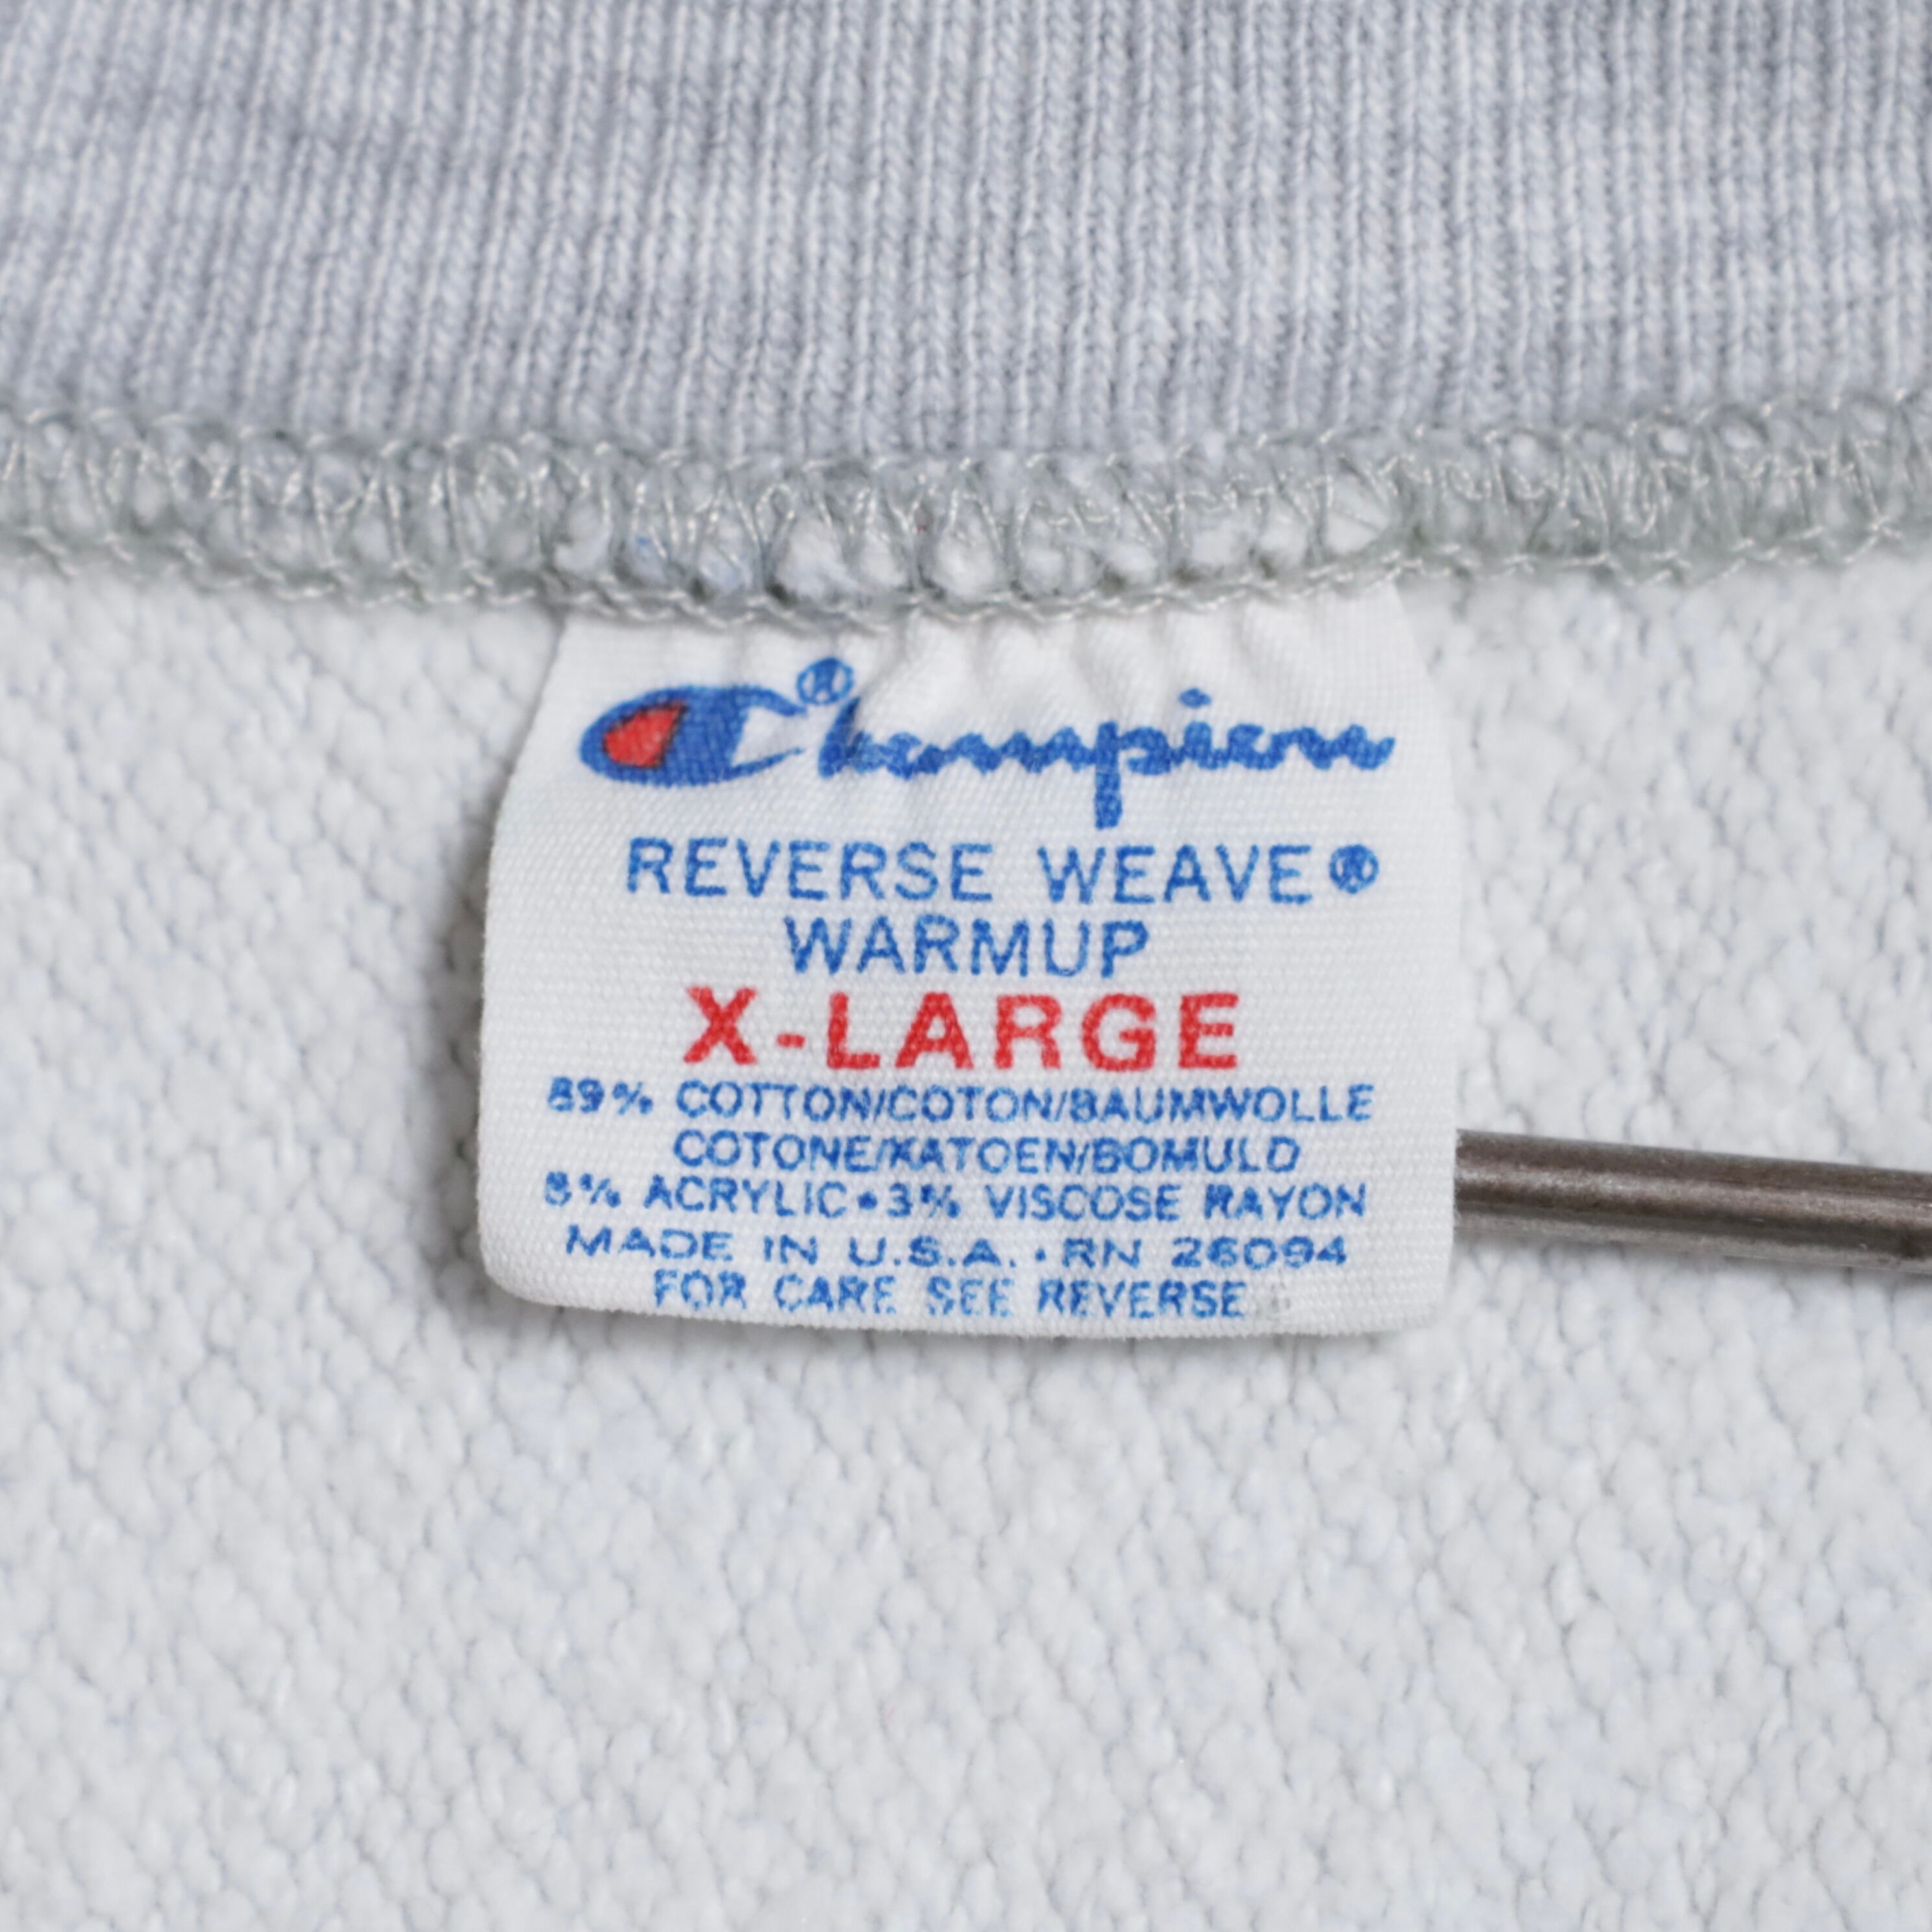 Champion®
REVERSE WEAVE®
WARMUP
X-LARGE
89% COTTON/COTON/BAUMWOLLE
COTONE/KATOEN/BOMULD
8% ACRYLIC•3% VISCOSE RAYON
MADE IN U.S.A. • RN 26094
FOR CARE SEE REVERSE